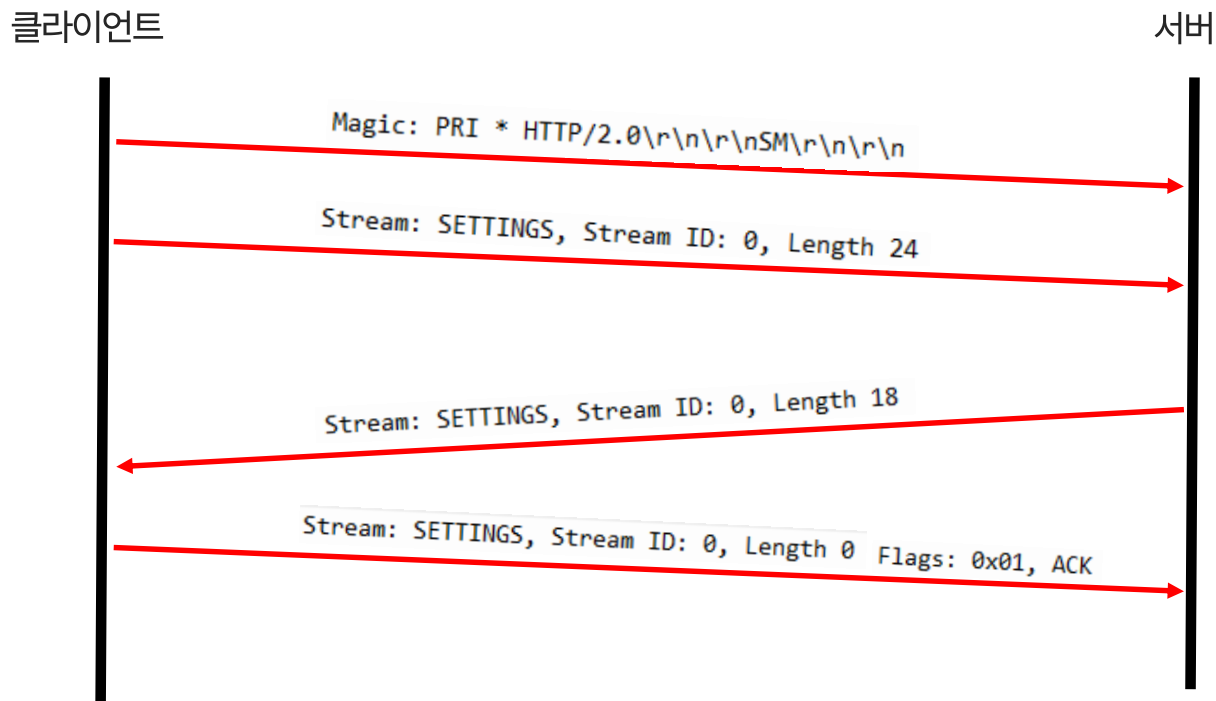 클라이언트
서버
Magic: PRI * HTTP/2.0\r\n\r\nSM\r\n\r\n
Stream: SETTINGS, Stream ID: 0, Length 24
Stream: SETTINGS, Stream ID: 0, Length 18
Stream: SETTINGS, Stream ID: 0, Length 0 Flags: 0x01, ACK